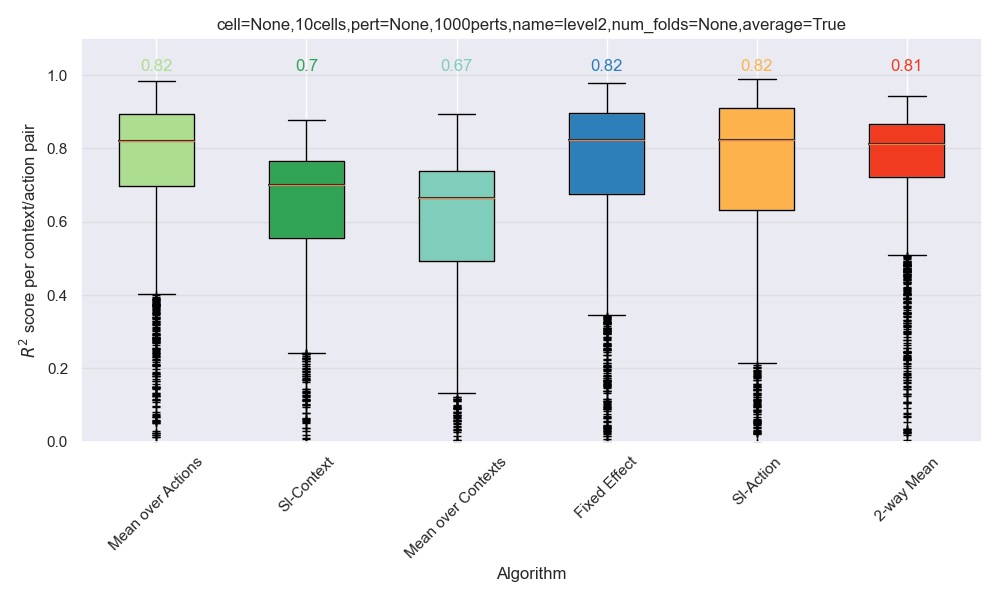 cell=None,10cells,pert=None,1000perts,name=level2,num_folds=None,average=True
0.82 0.7 0.67 0.82 0.82 0.81
1.0
0.8
0.6
0.4
0.2
0.0
R² score per context/action pair
Mean over Actions
SI-Context
Mean over Contexts
Fixed Effect
SI-Action
2-way Mean
Algorithm